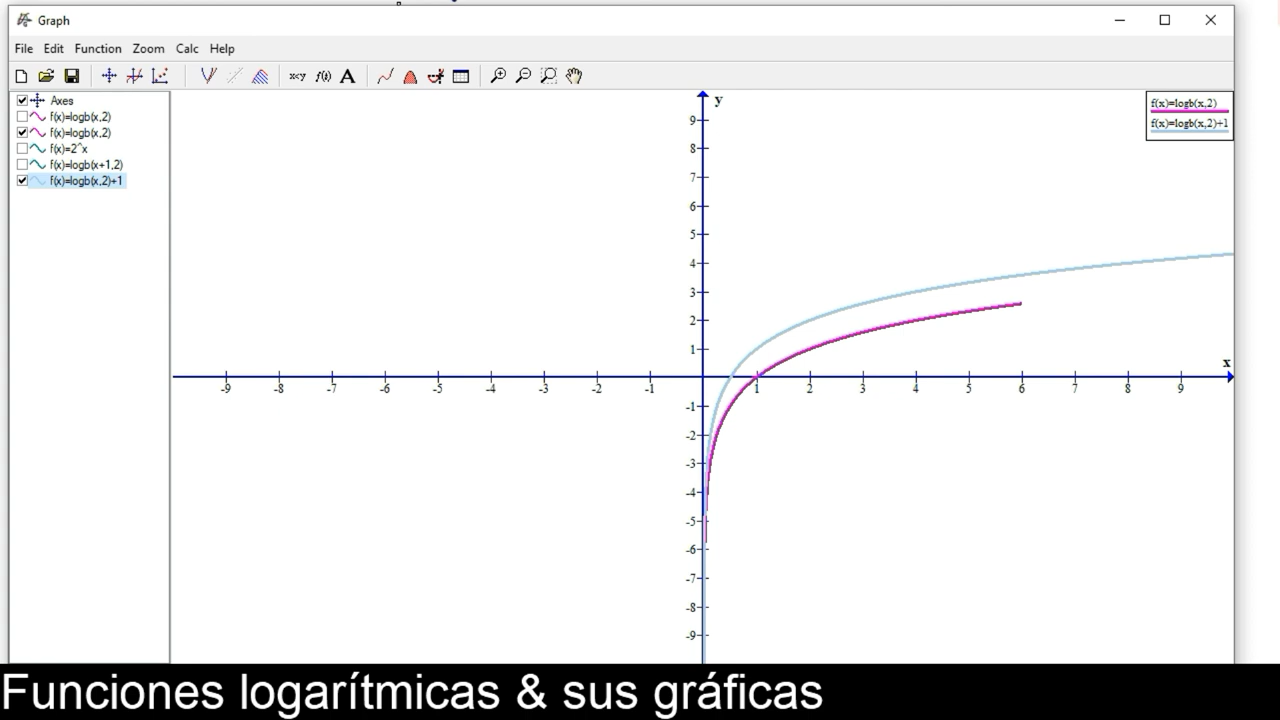 Graph
File Edit Function Zoom Calc Help
Axes
f(x)=logb(x,2)
f(x)=logb(x,2)
f(x)=2^x
f(x)=logb(x+1,2)
f(x)=logb(x,2)+1
y
f(x)=logb(x,2)
f(x)=logb(x,2)+1
9
8
7
6
5
4
3
2
1
x
-9 -8 -7 -6 -5 -4 -3 -2 -1 1 2 3 4 5 6 7 8 9
-1
-2
-3
-4
-5
-6
-7
-8
-9
Funciones logarítmicas & sus gráficas